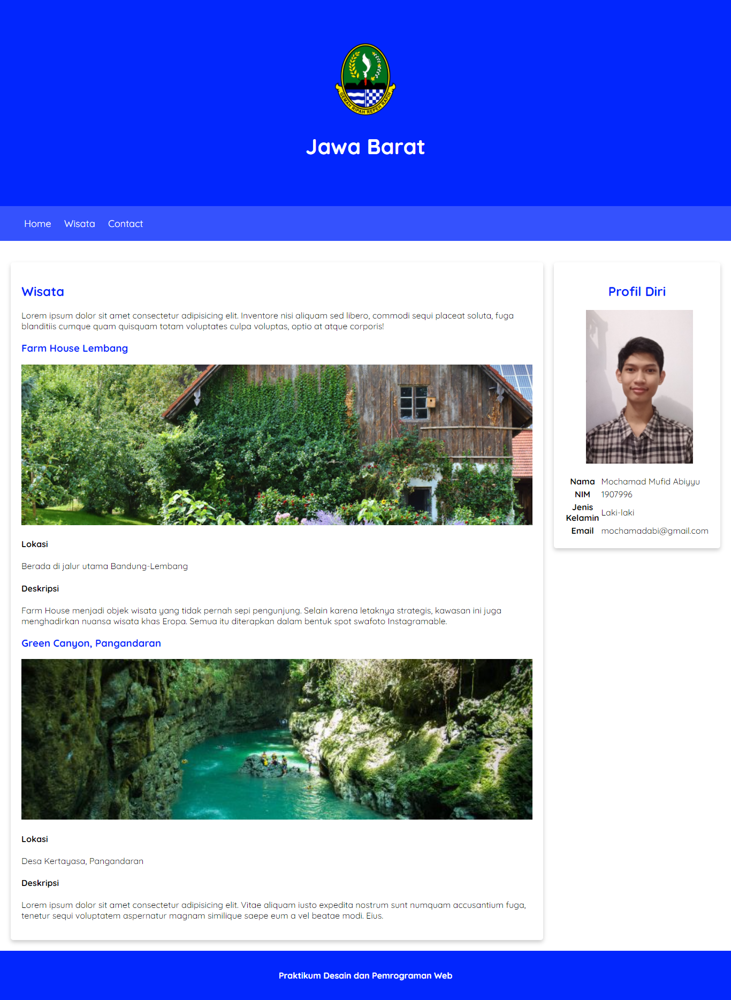 GEMAH RIPAH REPEH RAPIH
Jawa Barat
Home Wisata Contact
Wisata
Lorem ipsum dolor sit amet consectetur adipisicing elit. Inventore nisi aliquam sed libero, commodi sequi placeat soluta, fuga
blanditiis cumque quam quisquam totam voluptates culpa voluptas, optio at atque corporis!
Farm House Lembang
Lokasi
Berada di jalur utama Bandung-Lembang
Deskripsi
Farm House menjadi objek wisata yang tidak pernah sepi pengunjung. Selain karena letaknya strategis, kawasan ini juga
menghadirkan nuansa wisata khas Eropa. Semua itu diterapkan dalam bentuk spot swafoto Instagramable.
Green Canyon, Pangandaran
Lokasi
Desa Kertayasa, Pangandaran
Deskripsi
Lorem ipsum dolor sit amet consectetur adipisicing elit. Vitae aliquam iusto expedita nostrum sunt numquam accusantium fuga,
tenetur sequi voluptatem aspernatur magnam similique saepe eum a vel beatae modi. Eius.
Profil Diri
Nama Mochamad Mufid Abiyyu
NIM 1907996
Jenis
Kelamin Laki-laki
Email mochamadabi@gmail.com
Praktikum Desain dan Pemrograman Web